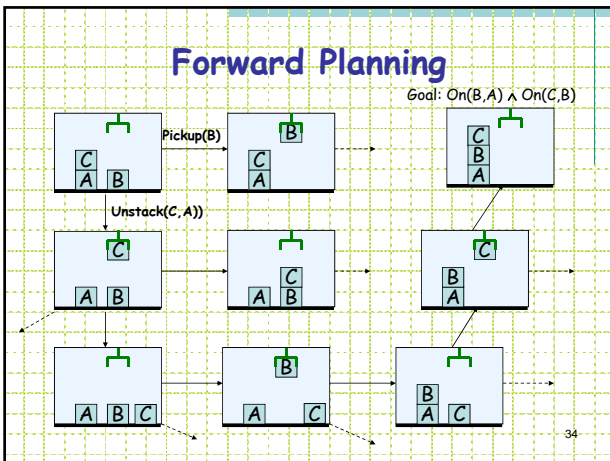 Forward Planning
Goal: On(B,A) ∧ On(C,B)
Pickup(B)
B
C
C
B
C
A B
A
A
Unstack(C,A))
C
C
C
B
A B
A B
A
B
B
A B C
A C
A C
34